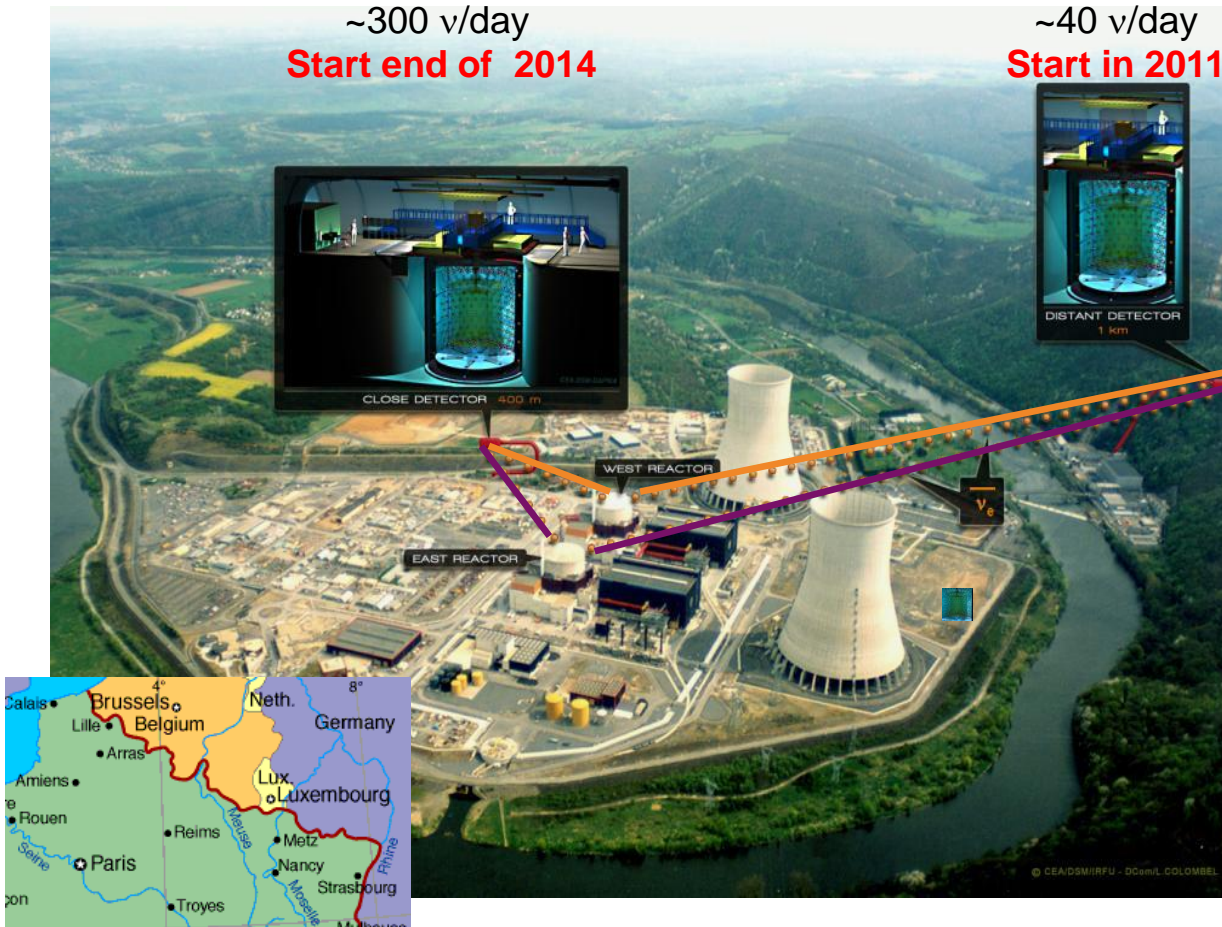 ~300 ν/day
Start end of 2014
~40 ν/day
Start in 2011
DISTANT DETECTOR
1 km
CLOSE DETECTOR 400 m
WEST REACTOR
ν̅e
EAST REACTOR
4°
8°
Calais
Brussels
Neth.
Lille
Belgium
Germany
Arras
Amiens
Lux.
Luxembourg
re
Rouen
Reims
Meuse
Metz
Rhine
Seine
Paris
Nancy
Strasbourg
Moselle
çon
Troyes
© CEA/DSM/IRFU - DCom/L.COLOMBEL